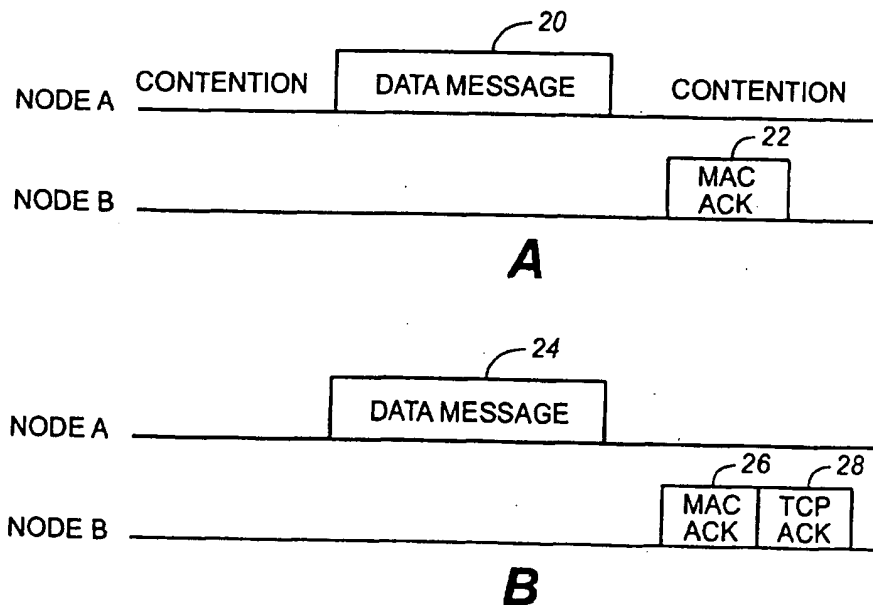 20
CONTENTION
DATA MESSAGE
CONTENTION
NODE A
22
MAC
ACK
NODE B
A
24
DATA MESSAGE
NODE A
26
28
MAC
ACK
TCP
ACK
NODE B
B